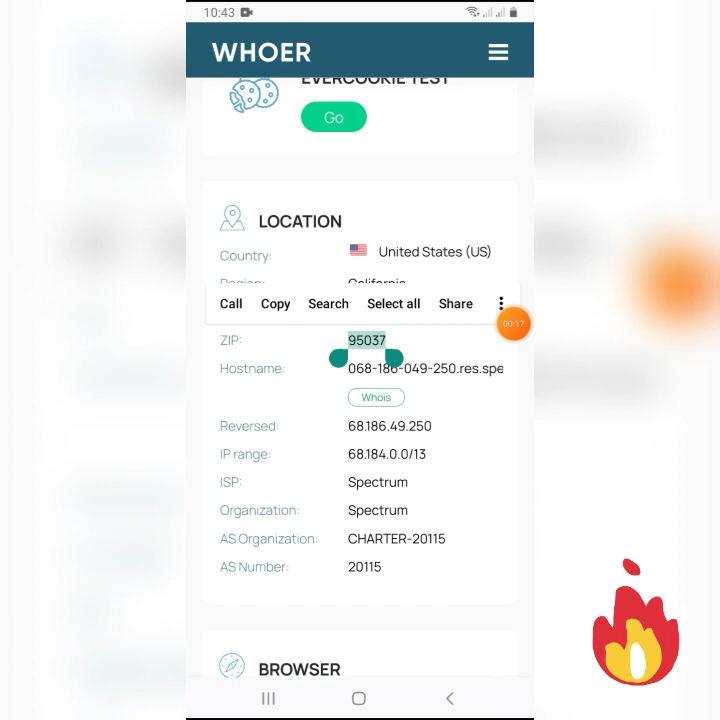 10:43
WHOER
EVERCOOKIE TEST
Go
LOCATION
Country: United States (US)
Region: California
Call Copy Search Select all Share
00:17
ZIP: 95037
Hostname: 068-186-049-250.res.spe
Whois
Reversed: 68.186.49.250
IP range: 68.184.0.0/13
ISP: Spectrum
Organization: Spectrum
AS Organization: CHARTER-20115
AS Number: 20115
BROWSER